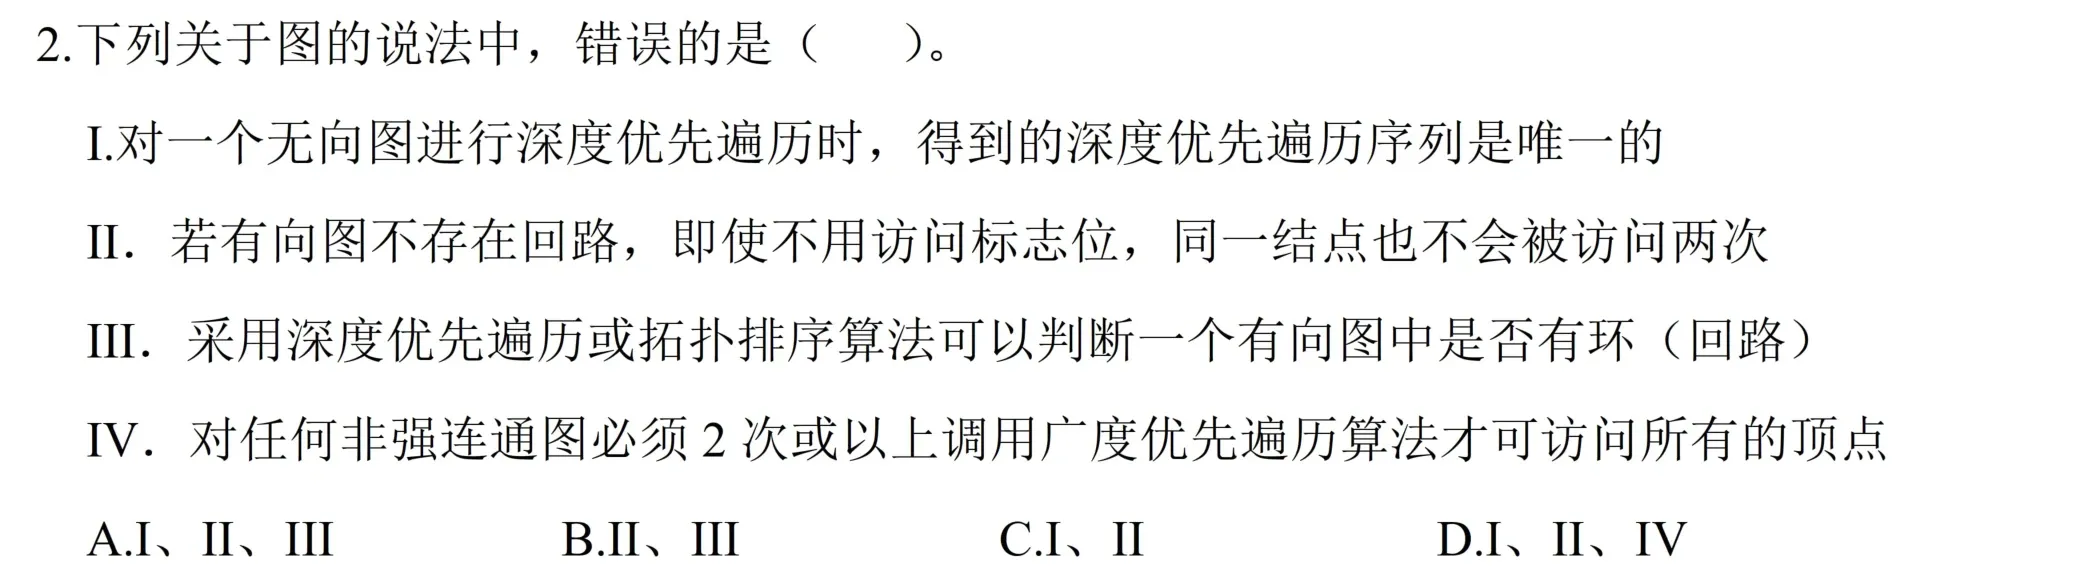 2.下列关于图的说法中，错误的是（　　）。
I.对一个无向图进行深度优先遍历时，得到的深度优先遍历序列是唯一的
II．若有向图不存在回路，即使不用访问标志位，同一结点也不会被访问两次
III．采用深度优先遍历或拓扑排序算法可以判断一个有向图中是否有环（回路）
IV．对任何非强连通图必须 2 次或以上调用广度优先遍历算法才可访问所有的顶点
A.I、II、III　　B.II、III　　C.I、II　　D.I、II、IV